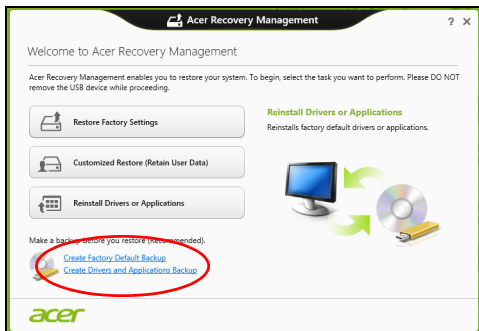 Acer Recovery Management
? X
Welcome to Acer Recovery Management
Acer Recovery Management enables you to restore your system. To begin, select the task you want to perform. Please DO NOT
remove the USB device while proceeding.
Restore Factory Settings
Customized Restore (Retain User Data)
Reinstall Drivers or Applications
Reinstall Drivers or Applications
Reinstalls factory default drivers or applications.
Make a backup before you restore (Recommended).
Create Factory Default Backup
Create Drivers and Applications Backup
acer